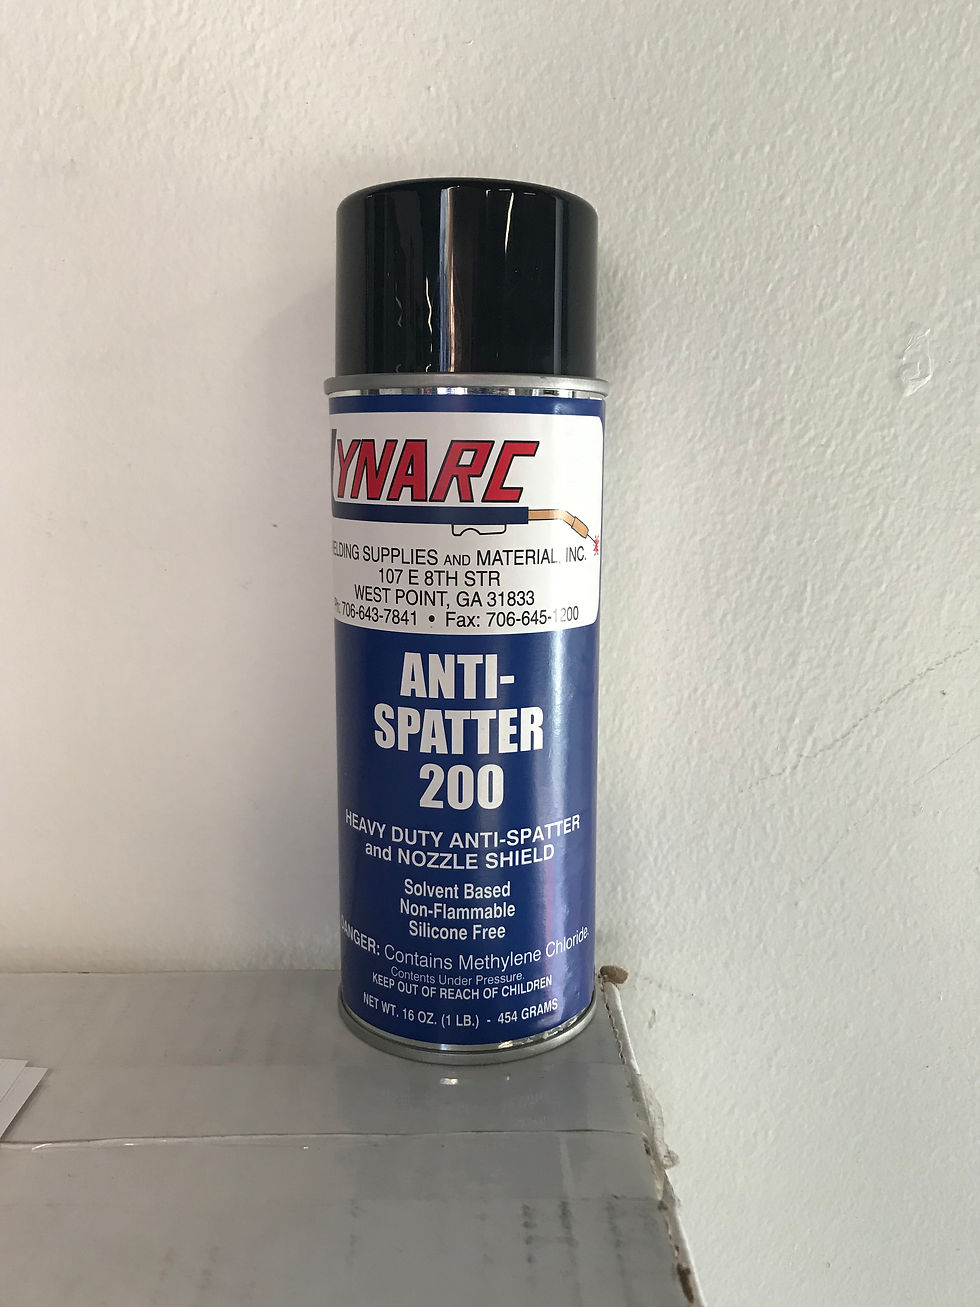 YNARC
ELDING SUPPLIES AND MATERIAL, INC.
107 E 8TH STR
WEST POINT, GA 31833
Ph: 706-643-7841 • Fax: 706-645-1200
ANTI-
SPATTER
200
HEAVY DUTY ANTI-SPATTER
and NOZZLE SHIELD
Solvent Based
Non-Flammable
Silicone Free
DANGER: Contains Methylene Chloride.
Contents Under Pressure.
KEEP OUT OF REACH OF CHILDREN
NET WT. 16 OZ. (1 LB.) - 454 GRAMS